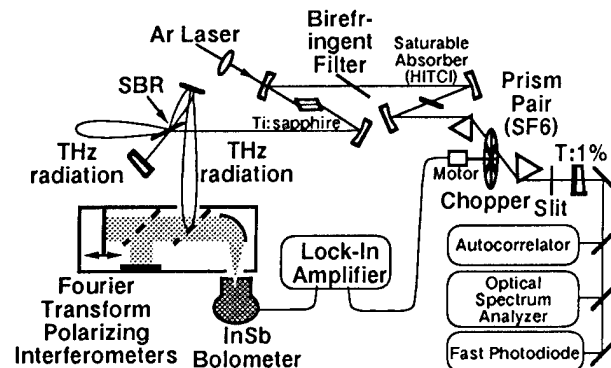 Ar Laser
Birefr-
ingent
Filter
Saturable
Absorber
(HITCI)
Prism
Pair
(SF6)
SBR
Ti:sapphire
THz
radiation
THz
radiation
T:1%
Motor
Chopper
Slit
Lock-In
Amplifier
Autocorrelator
Optical
Spectrum
Analyzer
Fast Photodiode
Fourier
Transform
Polarizing
Interferometers
InSb
Bolometer